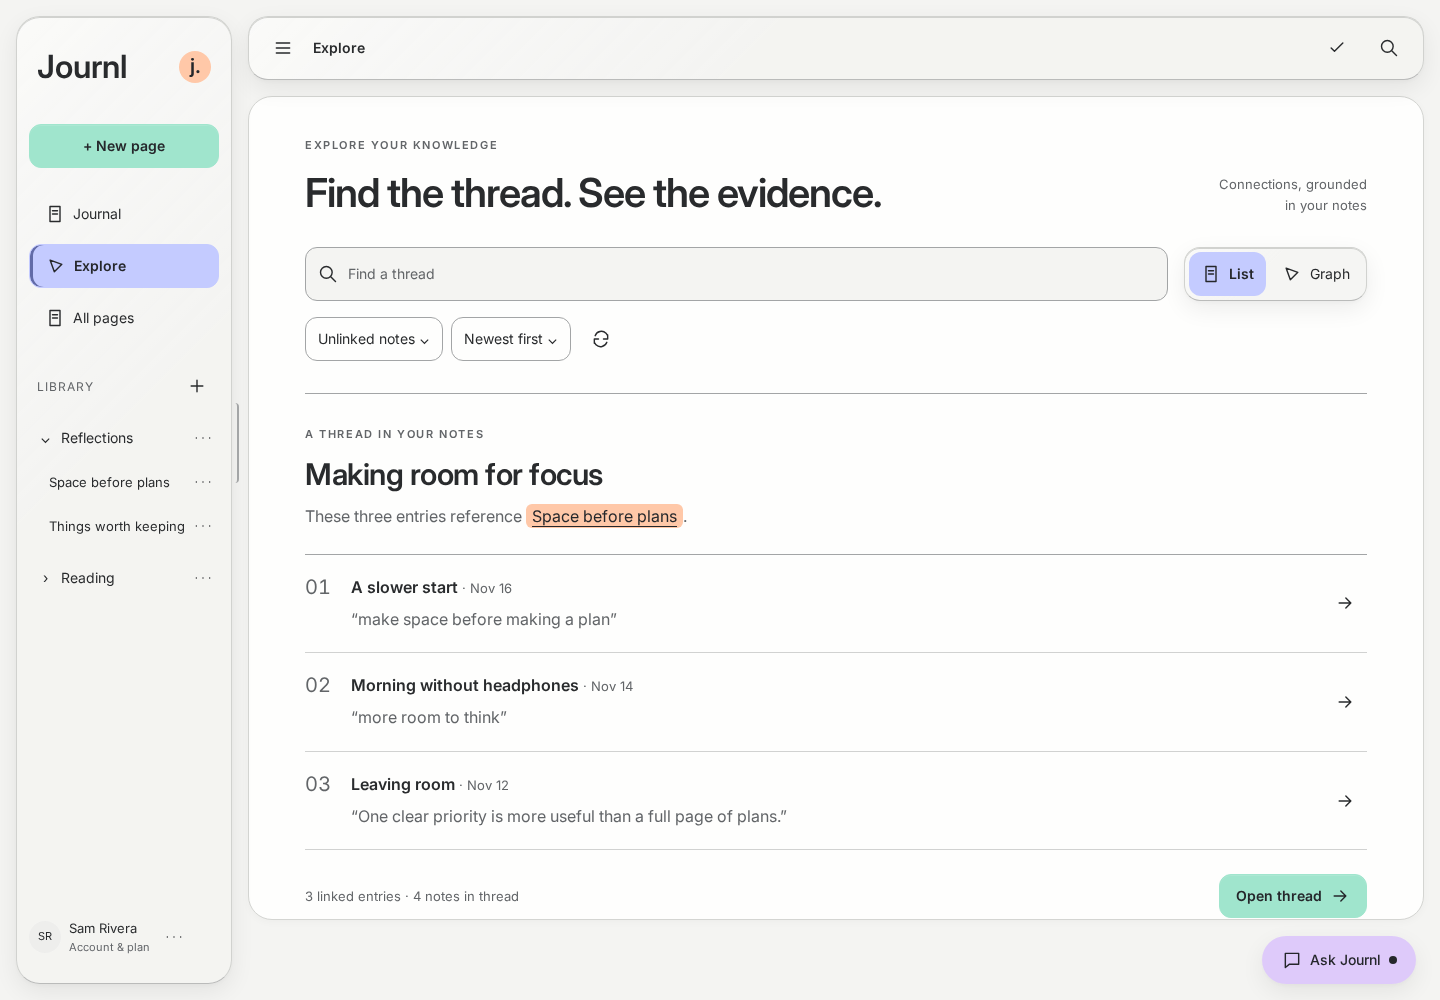 Journl
j.
+ New page
Journal
Explore
All pages
LIBRARY
Reflections
Space before plans
Things worth keeping
Reading
SR
Sam Rivera
Account & plan
Explore
EXPLORE YOUR KNOWLEDGE
Find the thread. See the evidence.
Connections, grounded
in your notes
Find a thread
List
Graph
Unlinked notes
Newest first
A THREAD IN YOUR NOTES
Making room for focus
These three entries reference Space before plans.
01 A slower start · Nov 16
“make space before making a plan”
02 Morning without headphones · Nov 14
“more room to think”
03 Leaving room · Nov 12
“One clear priority is more useful than a full page of plans.”
3 linked entries · 4 notes in thread
Open thread →
Ask Journl